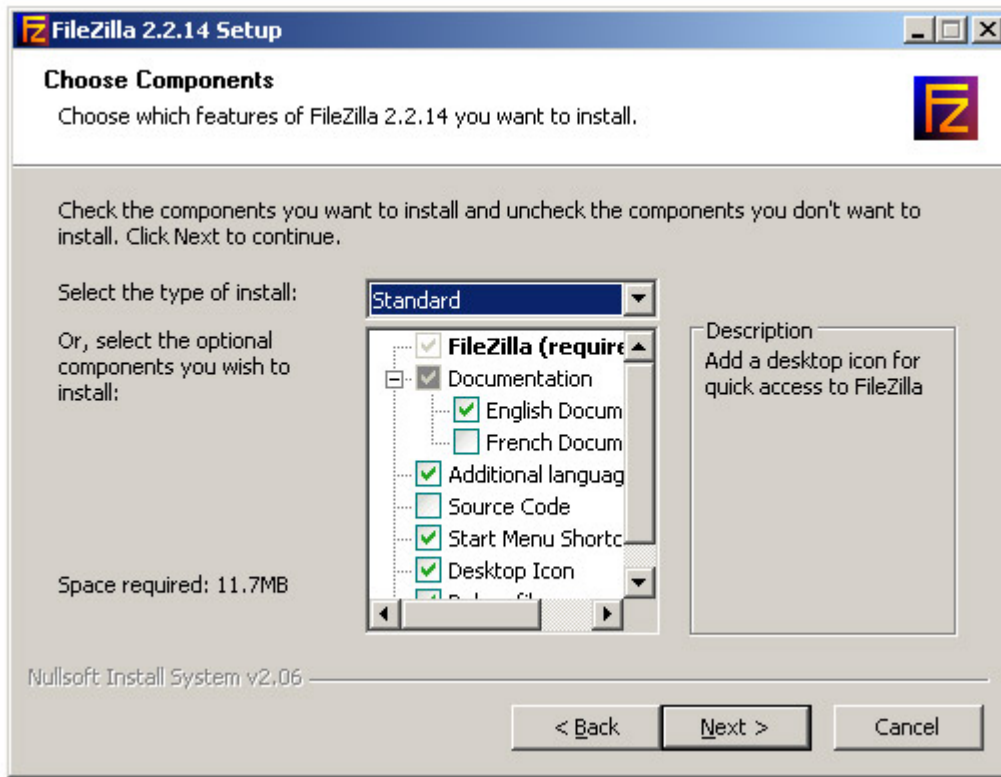 FileZilla 2.2.14 Setup
Choose Components
Choose which features of FileZilla 2.2.14 you want to install.
FZ
Check the components you want to install and uncheck the components you don't want to
install. Click Next to continue.
Select the type of install:
Standard
Or, select the optional
components you wish to
install:
FileZilla (require
Documentation
English Docum
French Docum
Additional languag
Source Code
Start Menu Shortc
Desktop Icon
Description
Add a desktop icon for
quick access to FileZilla
Space required: 11.7MB
Nullsoft Install System v2.06
< Back
Next >
Cancel